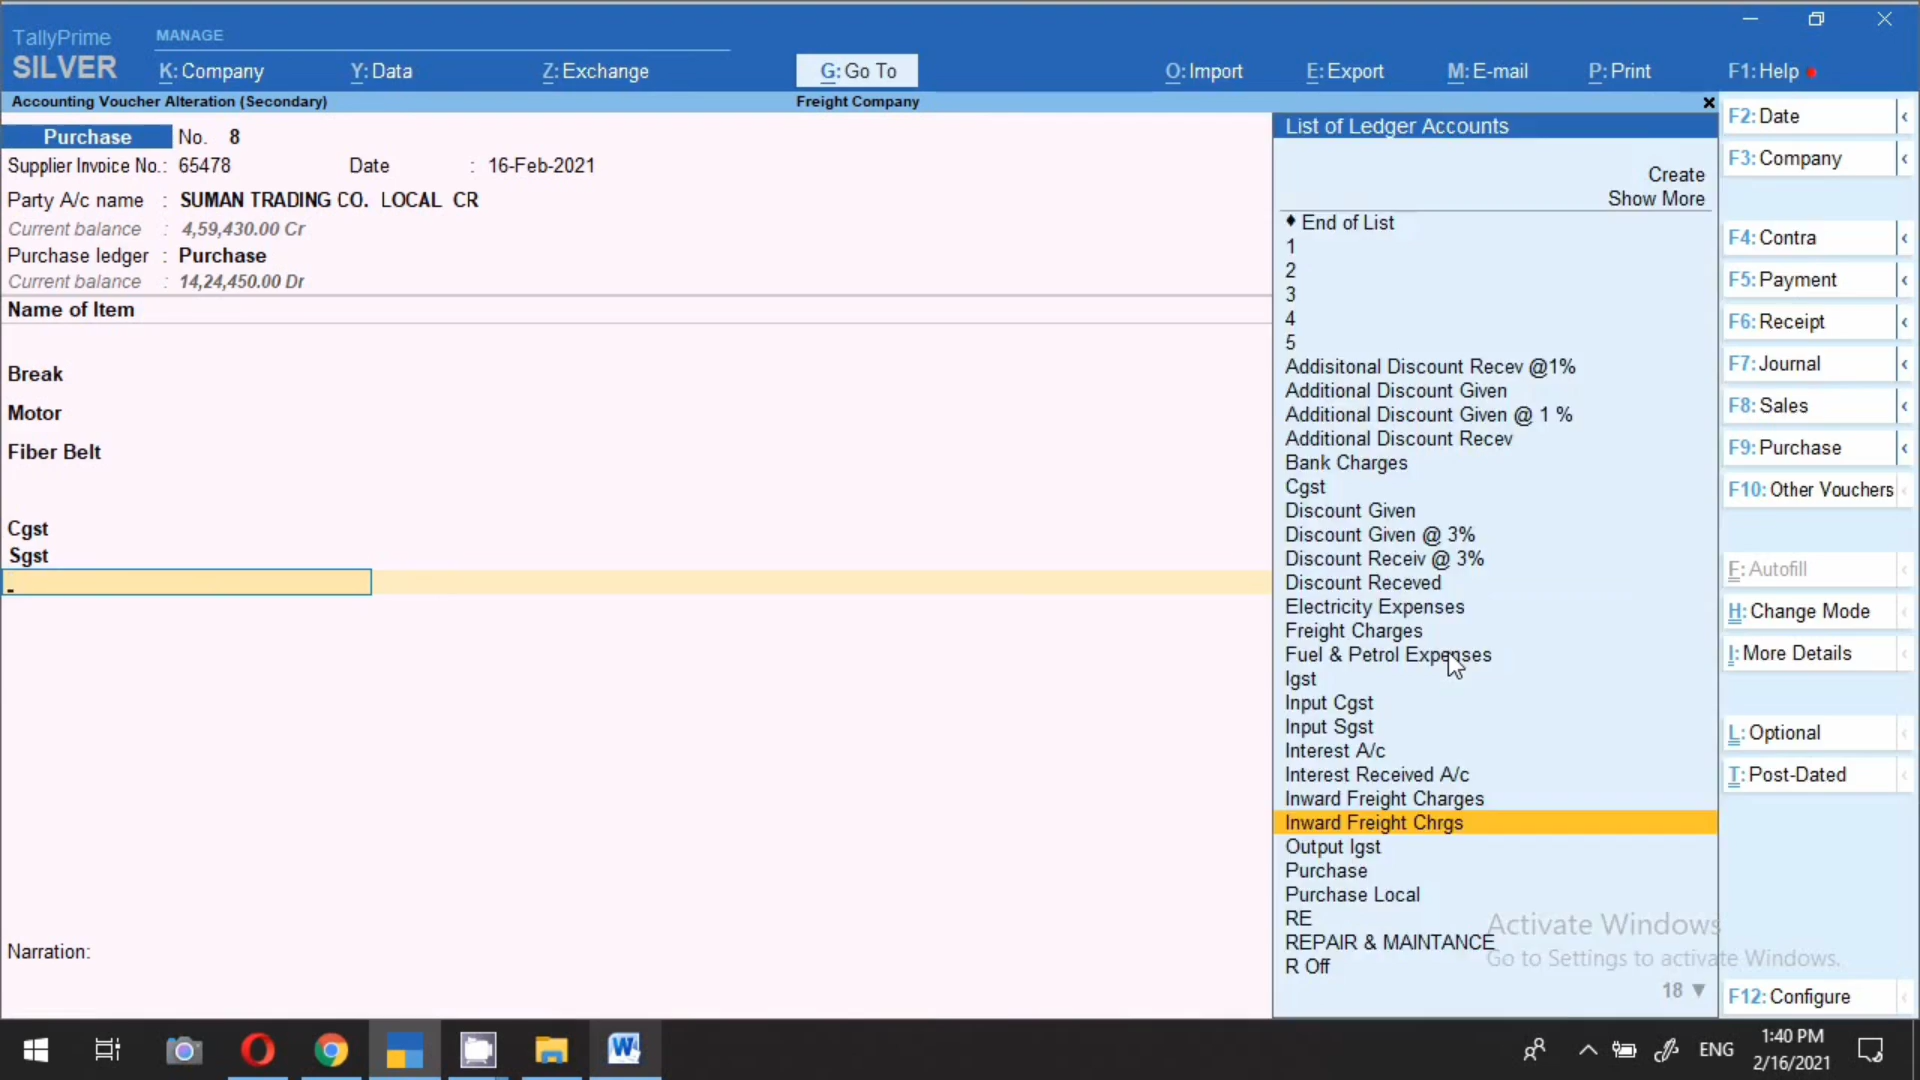 TallyPrime
SILVER
MANAGE
K: Company
Y: Data
Z: Exchange
G: Go To
O: Import
E: Export
M: E-mail
P: Print
F1: Help
Accounting Voucher Alteration (Secondary)
Freight Company
Purchase No. 8
Supplier Invoice No.: 65478 Date : 16-Feb-2021
Party A/c name : SUMAN TRADING CO. LOCAL CR
Current balance : 4,59,430.00 Cr
Purchase ledger : Purchase
Current balance : 14,24,450.00 Dr
Name of Item
Break
Motor
Fiber Belt
Cgst
Sgst
Narration:
List of Ledger Accounts
Create
Show More
♦ End of List
1
2
3
4
5
Addisitonal Discount Recev @1%
Additional Discount Given
Additional Discount Given @ 1 %
Additional Discount Recev
Bank Charges
Cgst
Discount Given
Discount Given @ 3%
Discount Receiv @ 3%
Discount Receved
Electricity Expenses
Freight Charges
Fuel & Petrol Expenses
Igst
Input Cgst
Input Sgst
Interest A/c
Interest Received A/c
Inward Freight Charges
Inward Freight Chrgs
Output Igst
Purchase
Purchase Local
RE
REPAIR & MAINTANCE
R Off
18 ▼
F2: Date
F3: Company
F4: Contra
F5: Payment
F6: Receipt
F7: Journal
F8: Sales
F9: Purchase
F10: Other Vouchers
F: Autofill
H: Change Mode
I: More Details
L: Optional
T: Post-Dated
F12: Configure
Activate Windows
Go to Settings to activate Windows.
ENG
1:40 PM
2/16/2021